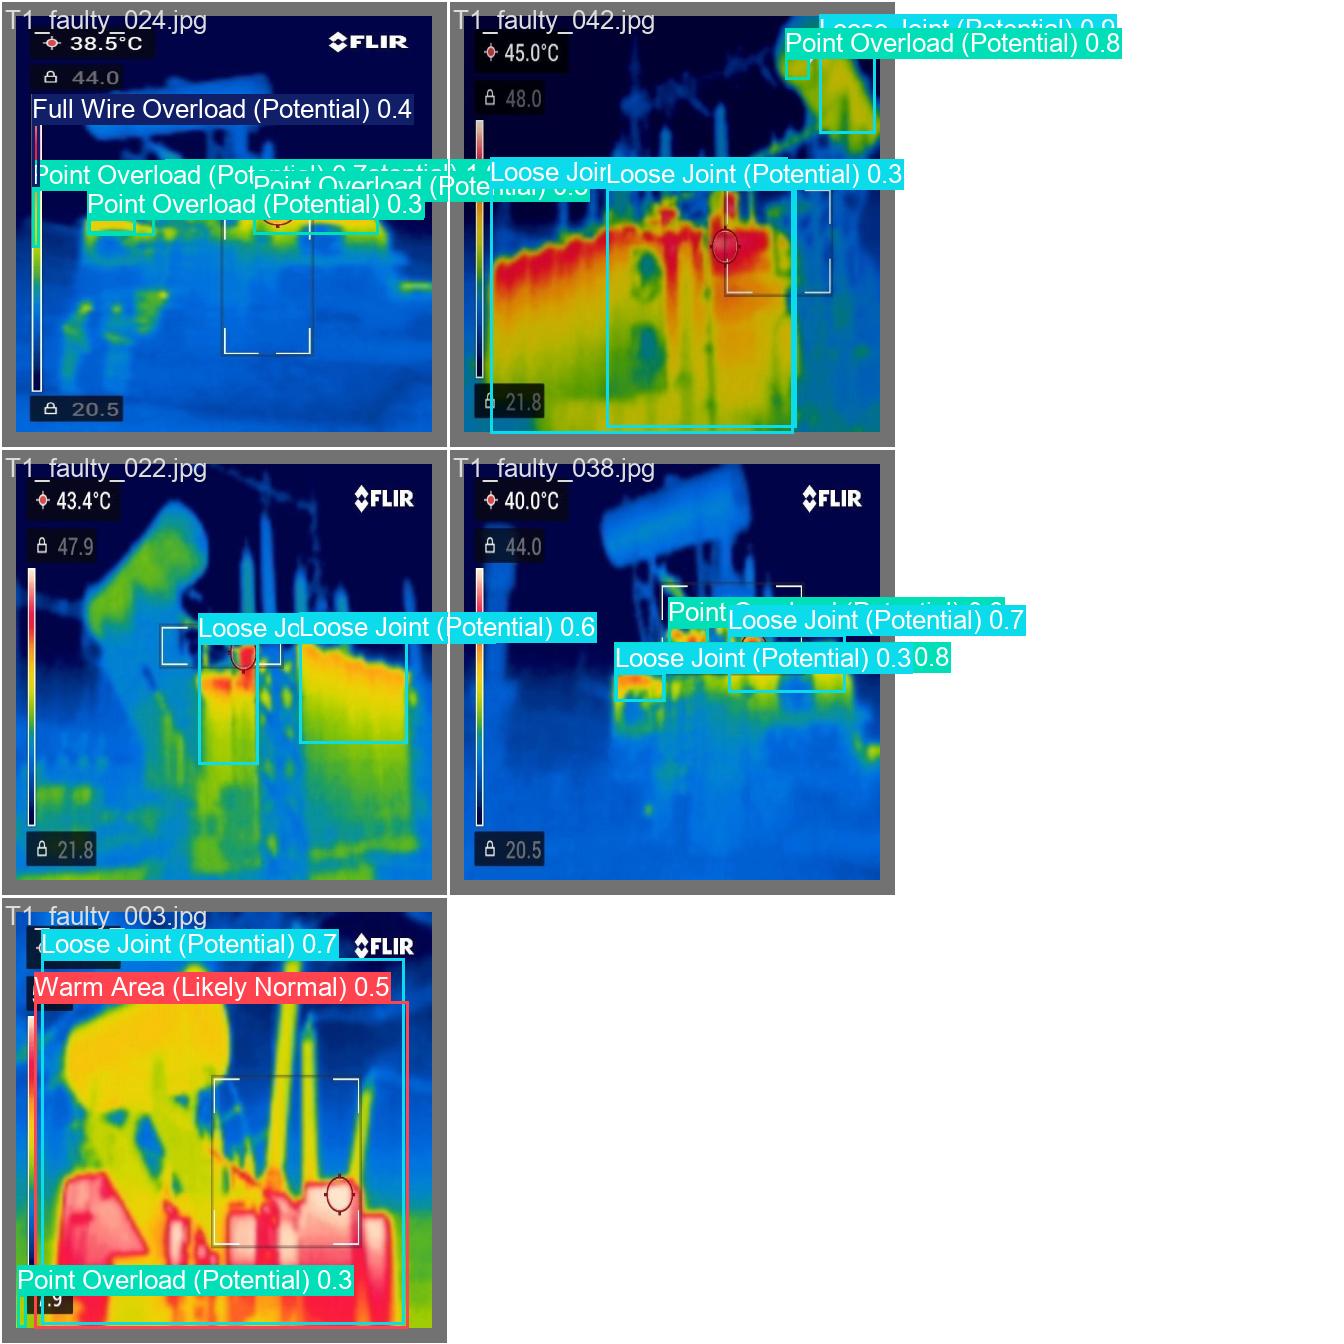 T1_faulty_024.jpg
38.5°C
FLIR
44.0
Full Wire Overload (Potential) 0.4
Point Overload (Potential) 0.3
20.5
T1_faulty_042.jpg
45.0°C
Point Overload (Potential) 0.8
48.0
Loose Joint (Potential) 0.3
21.8
T1_faulty_022.jpg
43.4°C
FLIR
47.9
Loose Joint (Potential) 0.6
21.8
T1_faulty_038.jpg
40.0°C
FLIR
44.0
Point
Loose Joint (Potential) 0.7
Loose Joint (Potential) 0.3
0.8
20.5
T1_faulty_003.jpg
Loose Joint (Potential) 0.7
FLIR
Warm Area (Likely Normal) 0.5
Point Overload (Potential) 0.3